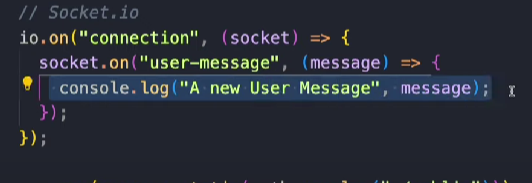 // Socket.io
io.on("connection", (socket) => {
socket.on("user-message", (message) => {
console.log("A new User Message", message);
});
});